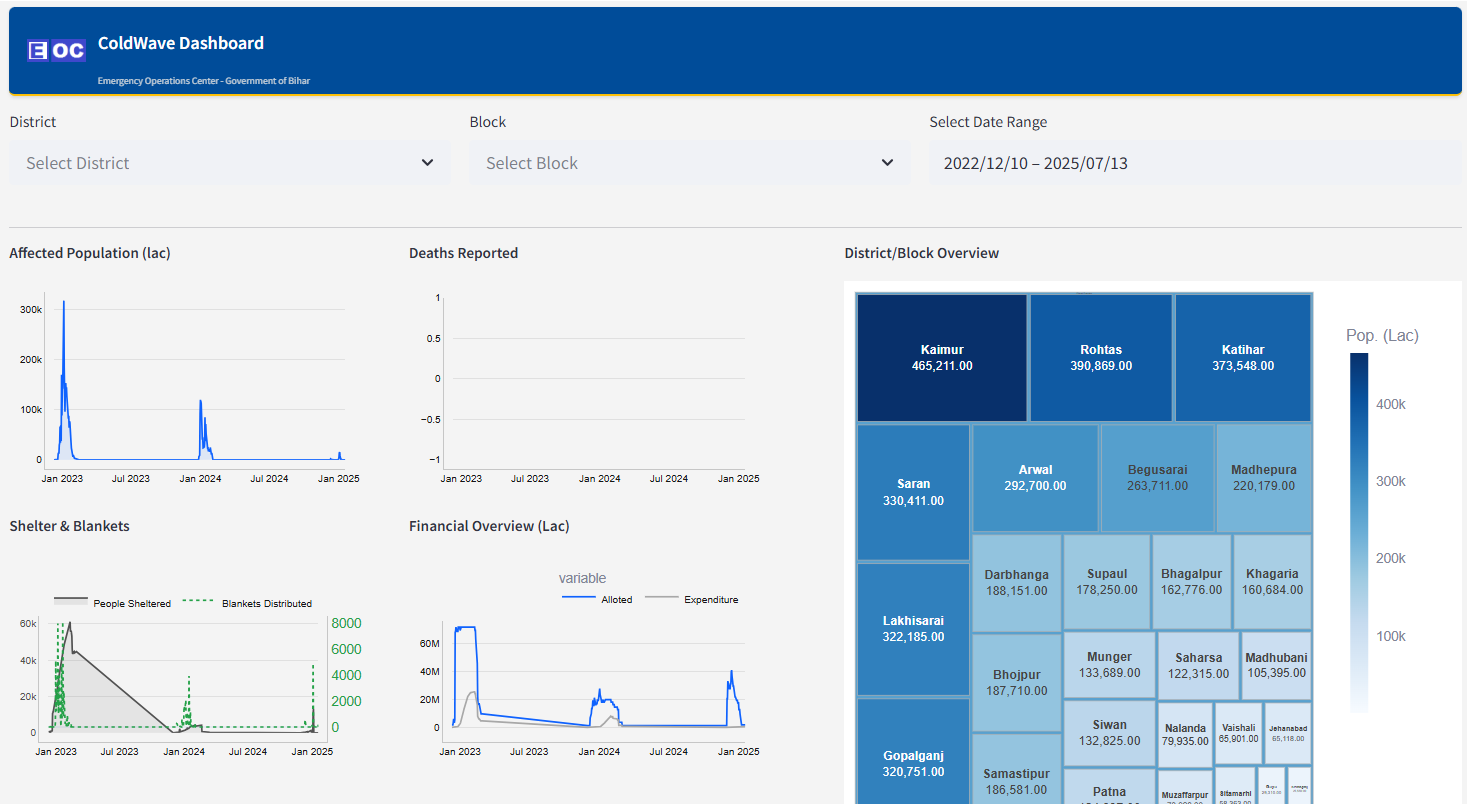 EOC
ColdWave Dashboard
Emergency Operations Center - Government of Bihar
District
Select District
Block
Select Block
Select Date Range
2022/12/10 – 2025/07/13
Affected Population (lac)
300k
200k
100k
0
Jan 2023 Jul 2023 Jan 2024 Jul 2024 Jan 2025
Deaths Reported
1
0.5
0
−0.5
−1
Jan 2023 Jul 2023 Jan 2024 Jul 2024 Jan 2025
Shelter & Blankets
People Sheltered Blankets Distributed
60k
40k
20k
0
8000
6000
4000
2000
0
Jan 2023 Jul 2023 Jan 2024 Jul 2024 Jan 2025
Financial Overview (Lac)
variable
Alloted Expenditure
60M
40M
20M
0
Jan 2023 Jul 2023 Jan 2024 Jul 2024 Jan 2025
District/Block Overview
Kaimur
465,211.00
Rohtas
390,869.00
Katihar
373,548.00
Saran
330,411.00
Arwal
292,700.00
Begusarai
263,711.00
Madhepura
220,179.00
Lakhisarai
322,185.00
Darbhanga
188,151.00
Supaul
178,250.00
Bhagalpur
162,776.00
Khagaria
160,684.00
Bhojpur
187,710.00
Munger
133,689.00
Saharsa
122,315.00
Madhubani
105,395.00
Gopalganj
320,751.00
Siwan
132,825.00
Nalanda
79,935.00
Vaishali
65,901.00
Jehanabad
65,118.00
Samastipur
186,581.00
Patna
Muzaffarpur
Sitamarhi
Pop. (Lac)
400k
300k
200k
100k